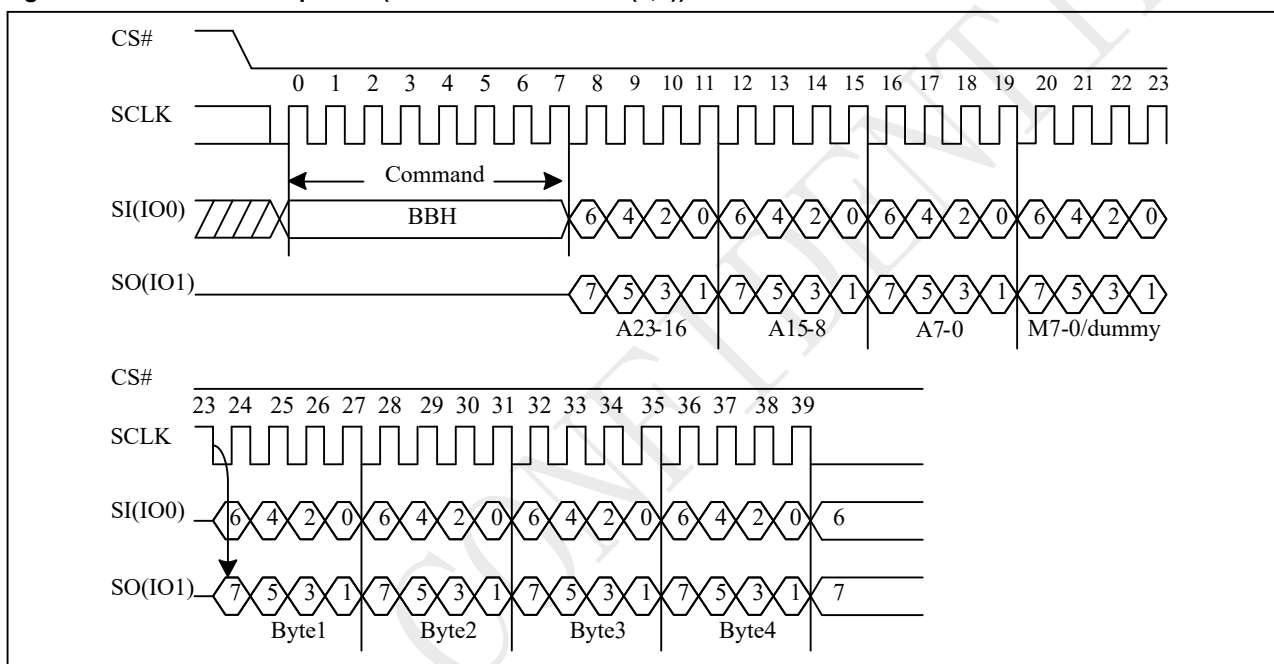 CS#
0 1 2 3 4 5 6 7 8 9 10 11 12 13 14 15 16 17 18 19 20 21 22 23
SCLK
Command
SI(IO0) BBH 6 4 2 0 6 4 2 0 6 4 2 0 6 4 2 0
SO(IO1) 7 5 3 1 7 5 3 1 7 5 3 1 7 5 3 1
A23-16 A15-8 A7-0 M7-0/dummy
CS#
23 24 25 26 27 28 29 30 31 32 33 34 35 36 37 38 39
SCLK
SI(IO0) 6 4 2 0 6 4 2 0 6 4 2 0 6 4 2 0 6
SO(IO1) 7 5 3 1 7 5 3 1 7 5 3 1 7 5 3 1 7
Byte1 Byte2 Byte3 Byte4